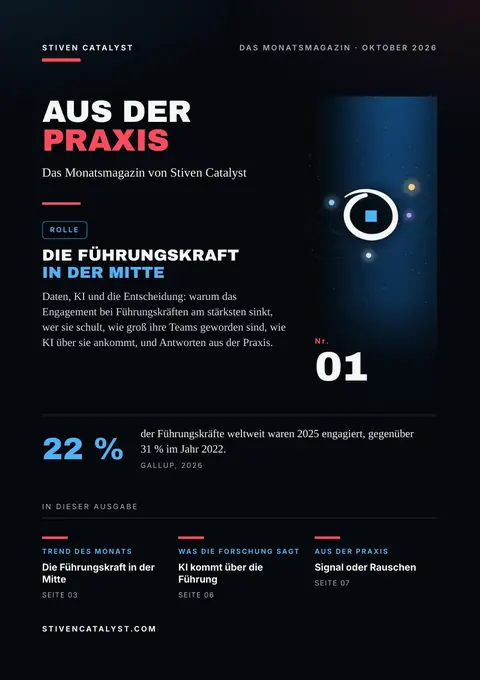 STIVEN CATALYST
DAS MONATSMAGAZIN · OKTOBER 2026
AUS DER
PRAXIS
Das Monatsmagazin von Stiven Catalyst
ROLLE
DIE FÜHRUNGSKRAFT
IN DER MITTE
Daten, KI und die Entscheidung: warum das
Engagement bei Führungskräften am stärksten sinkt,
wer sie schult, wie groß ihre Teams geworden sind, wie
KI über sie ankommt, und Antworten aus der Praxis.
Nr.
01
22 %
der Führungskräfte weltweit waren 2025 engagiert, gegenüber
31 % im Jahr 2022.
GALLUP, 2026
IN DIESER AUSGABE
TREND DES MONATS
Die Führungskraft in der
Mitte
SEITE 03
WAS DIE FORSCHUNG SAGT
KI kommt über die
Führung
SEITE 06
AUS DER PRAXIS
Signal oder Rauschen
SEITE 07
STIVENCATALYST.COM